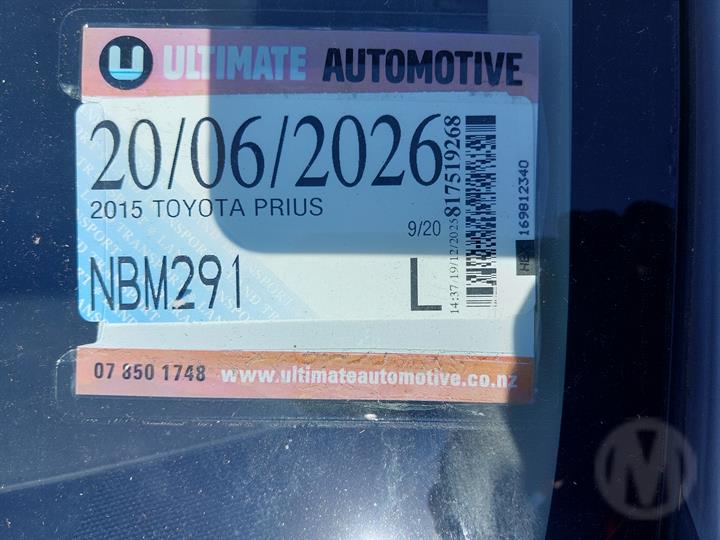 U ULTIMATE AUTOMOTIVE
20/06/2026
2015 TOYOTA PRIUS
9/20
NBM291
L
14:37 19/12/2025 817519268
169812340
07 850 1748 www.ultimateautomotive.co.nz
M